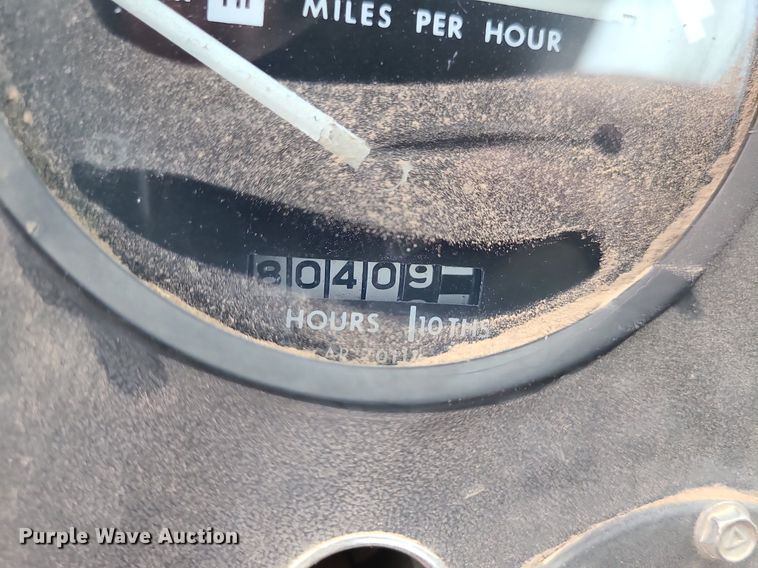 MILES PER HOUR
80409
HOURS 1/10 THS
Purple Wave Auction